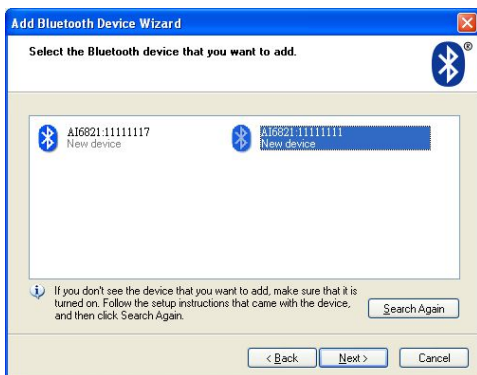 Add Bluetooth Device Wizard
Select the Bluetooth device that you want to add.
®
AI6821:11111117
New device
AI6821:11111111
New device
If you don't see the device that you want to add, make sure that it is
turned on. Follow the setup instructions that came with the device,
and then click Search Again.
Search Again
< Back
Next >
Cancel